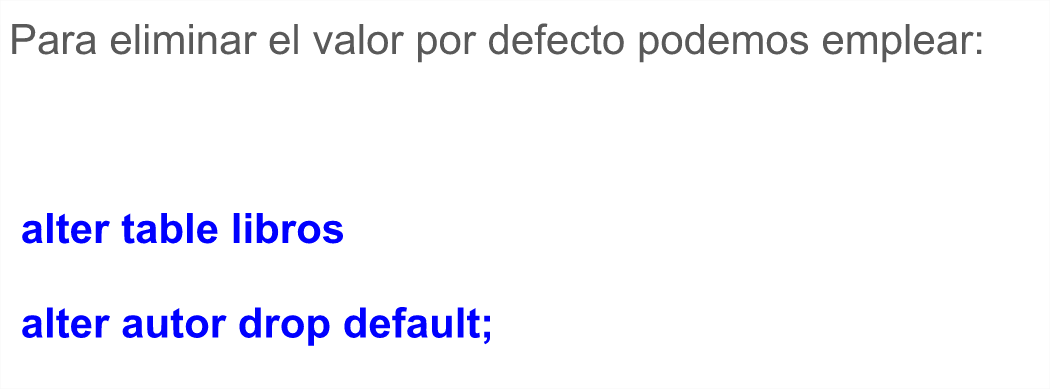 Para eliminar el valor por defecto podemos emplear:
alter table libros
alter autor drop default;